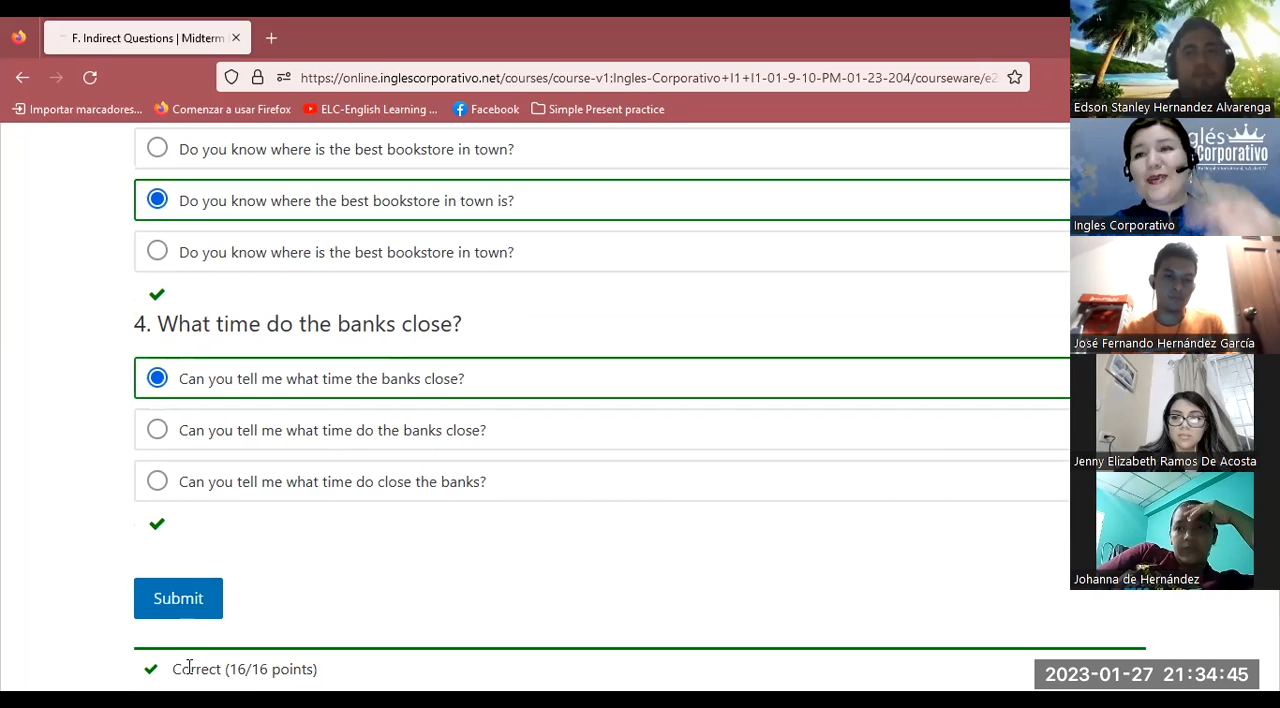 F. Indirect Questions | Midterm
https://online.inglescorporativo.net/courses/course-v1:Ingles-Corporativo+I1+I1-01-9-10-PM-01-23-204/courseware/e2
Importar marcadores...
Comenzar a usar Firefox
ELC-English Learning ...
Facebook
Simple Present practice
Do you know where is the best bookstore in town?
Do you know where the best bookstore in town is?
Do you know where is the best bookstore in town?
4. What time do the banks close?
Can you tell me what time the banks close?
Can you tell me what time do the banks close?
Can you tell me what time do close the banks?
Submit
Correct (16/16 points)
Edson Stanley Hernandez Alvarenga
glés
Corporativo
Ingles Corporativo
José Fernando Hernández García
Jenny Elizabeth Ramos De Acosta
Johanna de Hernández
2023-01-27 21:34:45